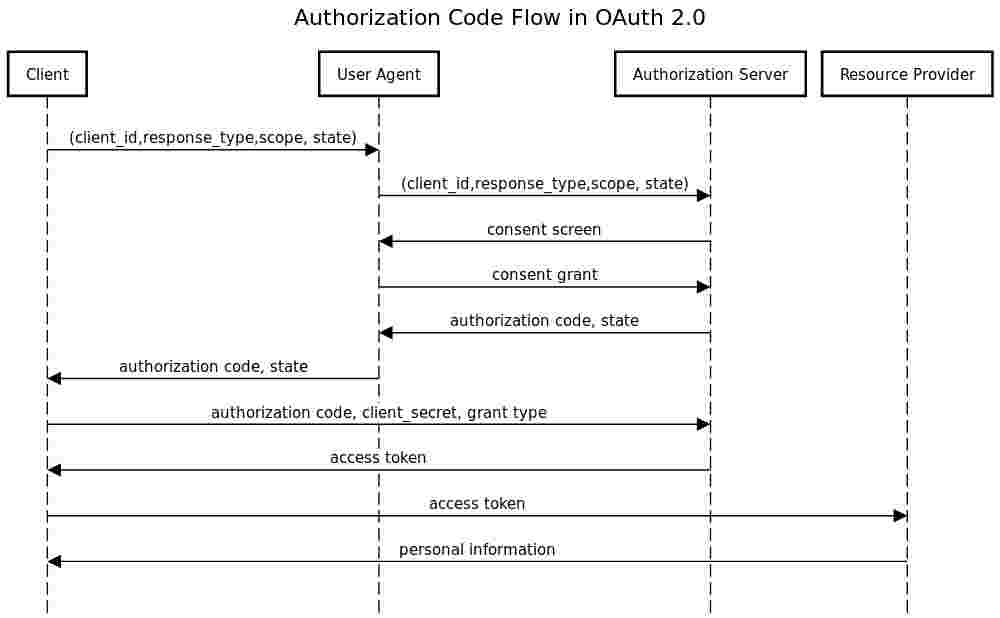 Authorization Code Flow in OAuth 2.0
Client
User Agent
Authorization Server
Resource Provider
(client_id,response_type,scope, state)
(client_id,response_type,scope, state)
consent screen
consent grant
authorization code, state
authorization code, state
authorization code, client_secret, grant type
access token
access token
personal information